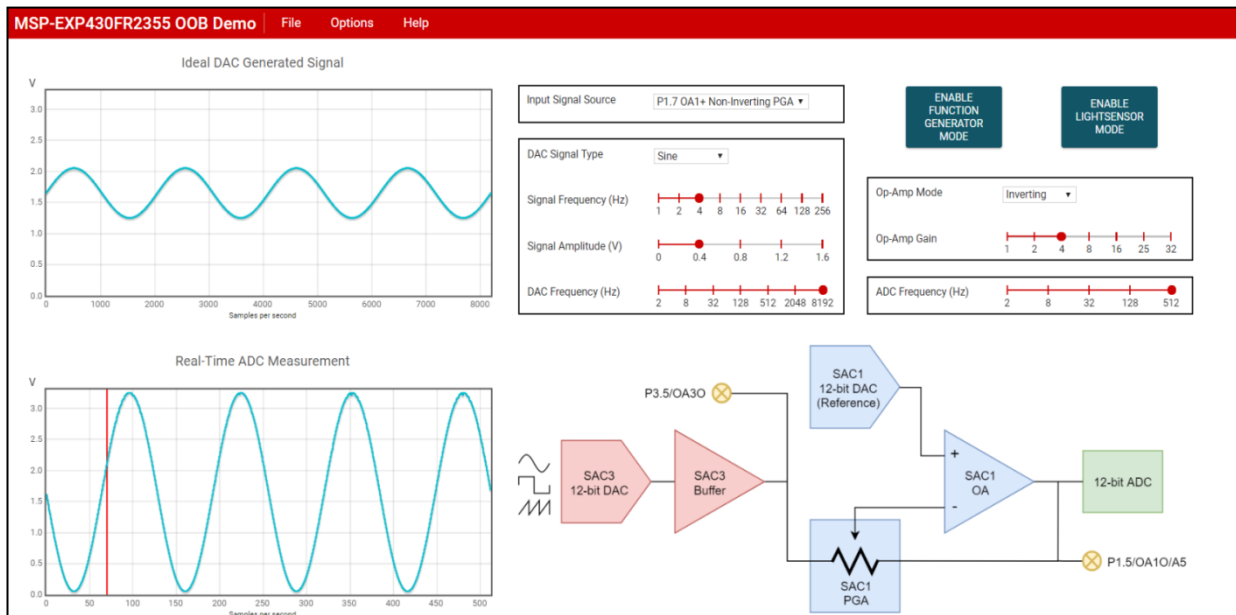 MSP-EXP430FR2355 OOB Demo File Options Help
Ideal DAC Generated Signal
V
3.0
2.5
2.0
1.5
1.0
0.5
0.0
0 1000 2000 3000 4000 5000 6000 7000 8000
Samples per second
Input Signal Source P1.7 OA1+ Non-Inverting PGA
DAC Signal Type Sine
Signal Frequency (Hz)
1 2 4 8 16 32 64 128 256
Signal Amplitude (V)
0 0.4 0.8 1.2 1.6
DAC Frequency (Hz)
2 8 32 128 512 2048 8192
ENABLE
FUNCTION
GENERATOR
MODE
ENABLE
LIGHTSENSOR
MODE
Op-Amp Mode Inverting
Op-Amp Gain
1 2 4 8 16 25 32
ADC Frequency (Hz)
2 8 32 128 512
Real-Time ADC Measurement
V
3.0
2.5
2.0
1.5
1.0
0.5
0.0
0 50 100 150 200 250 300 350 400 450 500
Samples per second
P3.5/OA3O
SAC1
12-bit DAC
(Reference)
SAC3
12-bit DAC
SAC3
Buffer
+
-
SAC1
OA
12-bit ADC
SAC1
PGA
P1.5/OA1O/A5